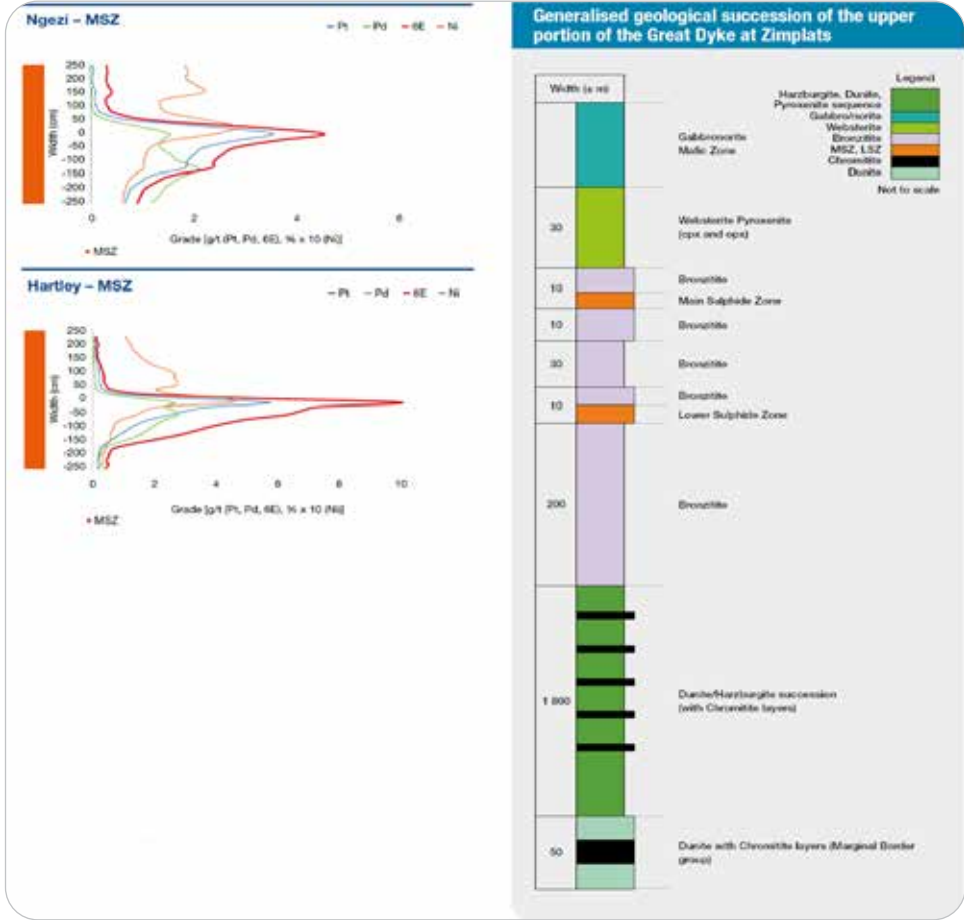 Ngezi – MSZ
– Pt – Pd – 6E – Ni
Width (cm)
250
200
150
100
50
0
-50
-100
-150
-200
-250
0 2 4 6
Grade [g/t (Pt, Pd, 6E), % x 10 (Ni)]
• MSZ
Hartley – MSZ
– Pt – Pd – 6E – Ni
Width (cm)
250
200
150
100
50
0
-50
-100
-150
-200
-250
0 2 4 6 8 10
Grade [g/t (Pt, Pd, 6E), % x 10 (Ni)]
• MSZ
Generalised geological succession of the upper
portion of the Great Dyke at Zimplats
Width (± m)
Legend
Harzburgite, Dunite,
Pyroxenite sequence
Gabbro/norite
Websterite
Bronzitite
MSZ, LSZ
Chromitite
Dunite
Not to scale
Gabbronorite
Mafic Zone
30
Websterite Pyroxenite
(cpx and opx)
10
Bronzitite
Main Sulphide Zone
10
Bronzitite
30
Bronzitite
10
Bronzitite
Lower Sulphide Zone
200
Bronzitite
1 800
Dunite/Harzburgite succession
(with Chromitite layers)
50
Dunite with Chromitite layers (Marginal Border
group)